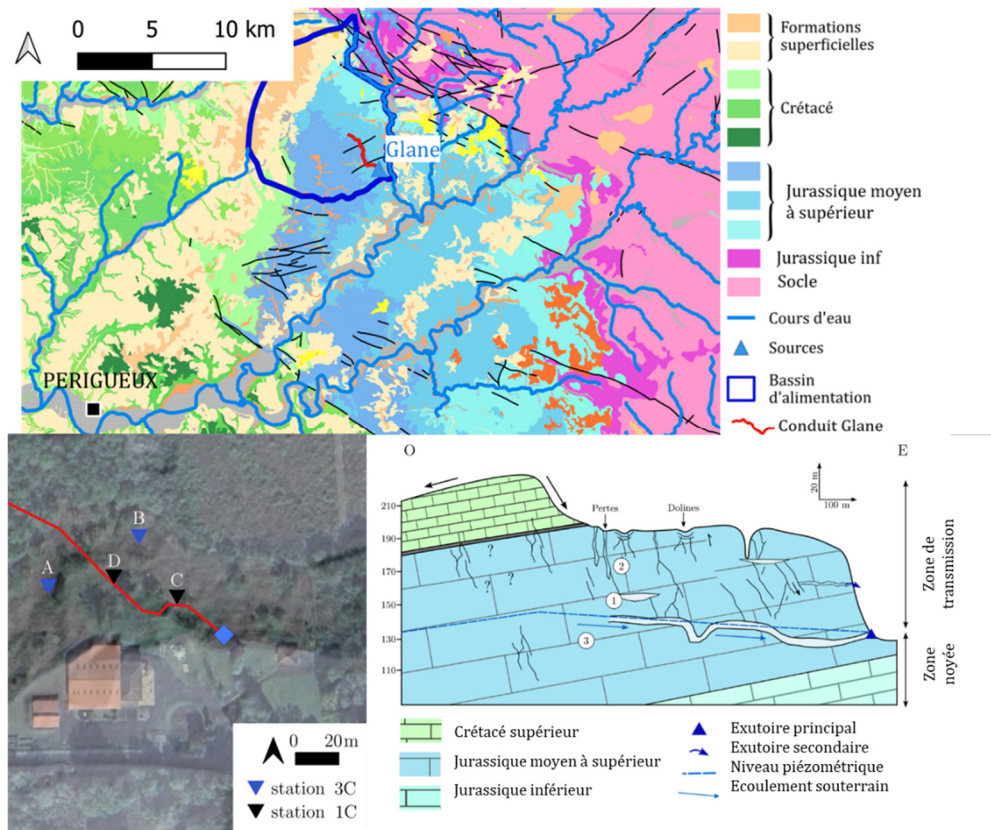 0 5 10 km
Glane
PERIGUEUX
Formations
superficielles
Crétacé
Jurassique moyen
à supérieur
Jurassique inf
Socle
Cours d'eau
Sources
Bassin
d'alimentation
Conduit Glane
A
B
C
D
0 20m
station 3C
station 1C
O E
20 m
100 m
210
190
170
150
130
110
Pertes
Dolines
? ? ?
2
1
3
Zone de
transmission
Zone
noyée
Crétacé supérieur
Jurassique moyen à supérieur
Jurassique inférieur
Exutoire principal
Exutoire secondaire
Niveau piézométrique
Ecoulement souterrain